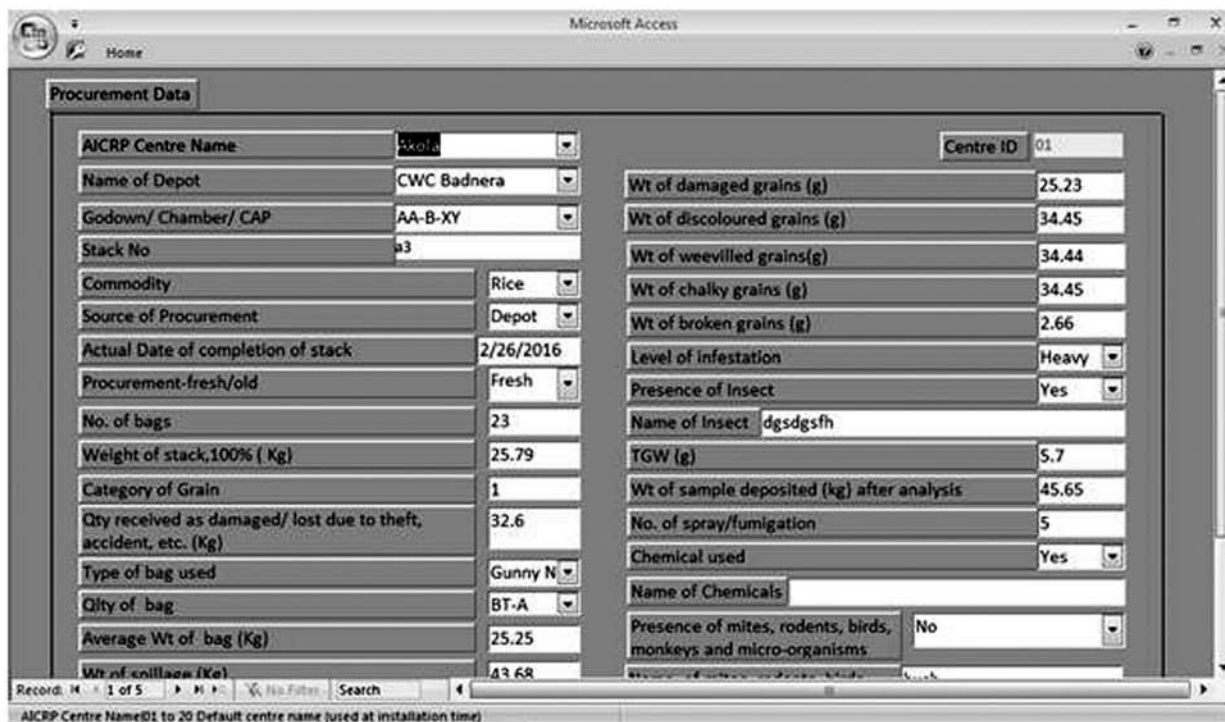 Microsoft Access
Home
Procurement Data
AICRP Centre Name Akola
Centre ID 01
Name of Depot CWC Badnera
Godown/ Chamber/ CAP AA-B-XY
Stack No a3
Commodity Rice
Source of Procurement Depot
Actual Date of completion of stack 2/26/2016
Procurement-fresh/old Fresh
No. of bags 23
Weight of stack,100% ( Kg) 25.79
Category of Grain 1
Qty received as damaged/ lost due to theft, 32.6
accident, etc. (Kg)
Type of bag used Gunny N
Qlty of bag BT-A
Average Wt of bag (Kg) 25.25
Wt of spillage (Kg) 43.68
Wt of damaged grains (g) 25.23
Wt of discoloured grains (g) 34.45
Wt of weevilled grains(g) 34.44
Wt of chalky grains (g) 34.45
Wt of broken grains (g) 2.66
Level of infestation Heavy
Presence of Insect Yes
Name of Insect dgsdgsfh
TGW (g) 5.7
Wt of sample deposited (kg) after analysis 45.65
No. of spray/fumigation 5
Chemical used Yes
Name of Chemicals
Presence of mites, rodents, birds, No
monkeys and micro-organisms
Name of mites, rodents, birds,
Record: 1 of 5 No Filter Search
AICRP Centre Name(01 to 20 Default centre name (used at installation time)